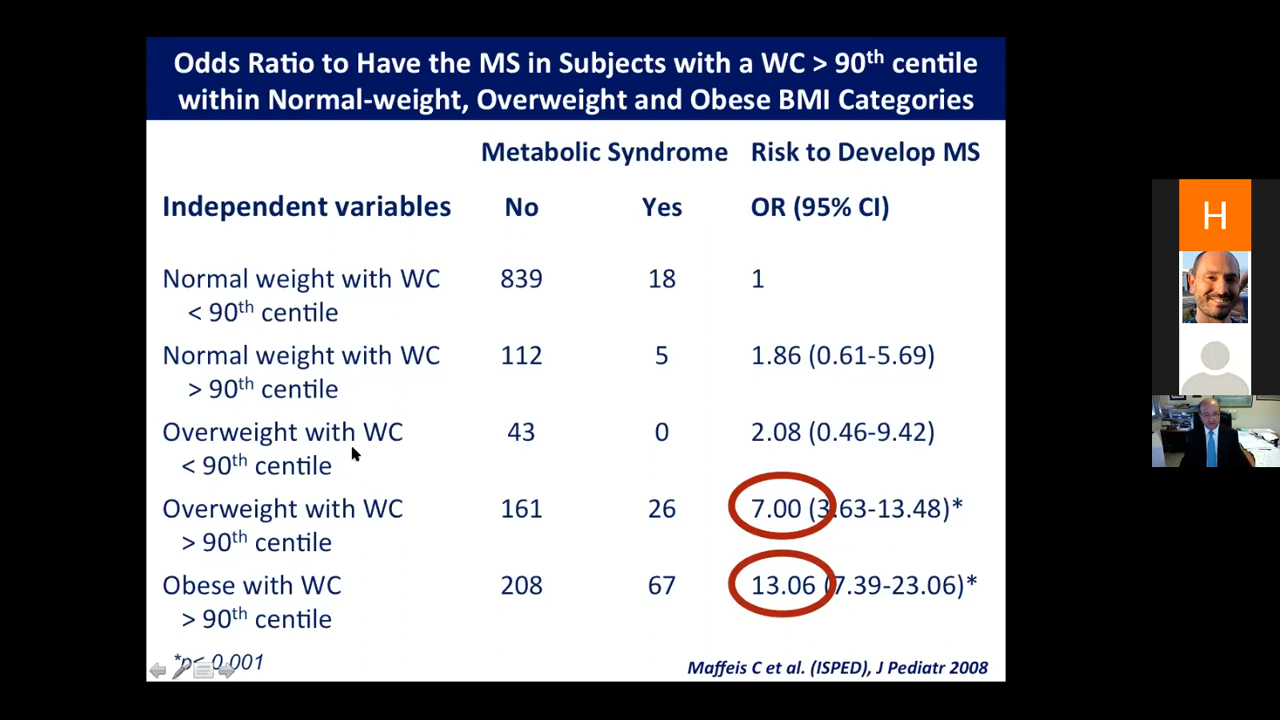 Odds Ratio to Have the MS in Subjects with a WC > 90th centile
within Normal-weight, Overweight and Obese BMI Categories
Metabolic Syndrome Risk to Develop MS
Independent variables No Yes OR (95% CI)
Normal weight with WC 839 18 1
< 90th centile
Normal weight with WC 112 5 1.86 (0.61-5.69)
> 90th centile
Overweight with WC 43 0 2.08 (0.46-9.42)
< 90th centile
Overweight with WC 161 26 7.00 (3.63-13.48)*
> 90th centile
Obese with WC 208 67 13.06 (7.39-23.06)*
> 90th centile
*p< 0.001
Maffeis C et al. (ISPED), J Pediatr 2008
H